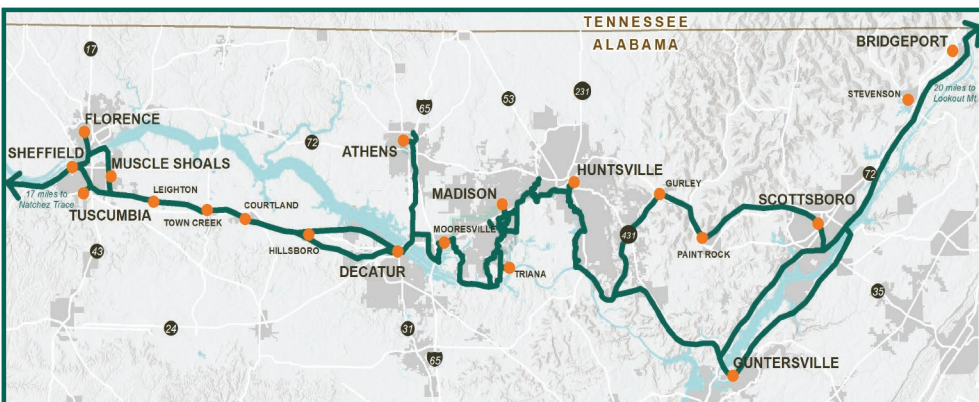 TENNESSEE
ALABAMA
BRIDGEPORT
17
STEVENSON
20 miles to
Lookout Mt.
231
53
65
FLORENCE
72
ATHENS
SHEFFIELD
MUSCLE SHOALS
HUNTSVILLE
72
17 miles to
Natchez Trace
LEIGHTON
MADISON
GURLEY
SCOTTSBORO
TUSCUMBIA
TOWN CREEK
COURTLAND
MOORESVILLE
431
43
HILLSBORO
PAINT ROCK
DECATUR
TRIANA
35
24
31
65
GUNTERSVILLE